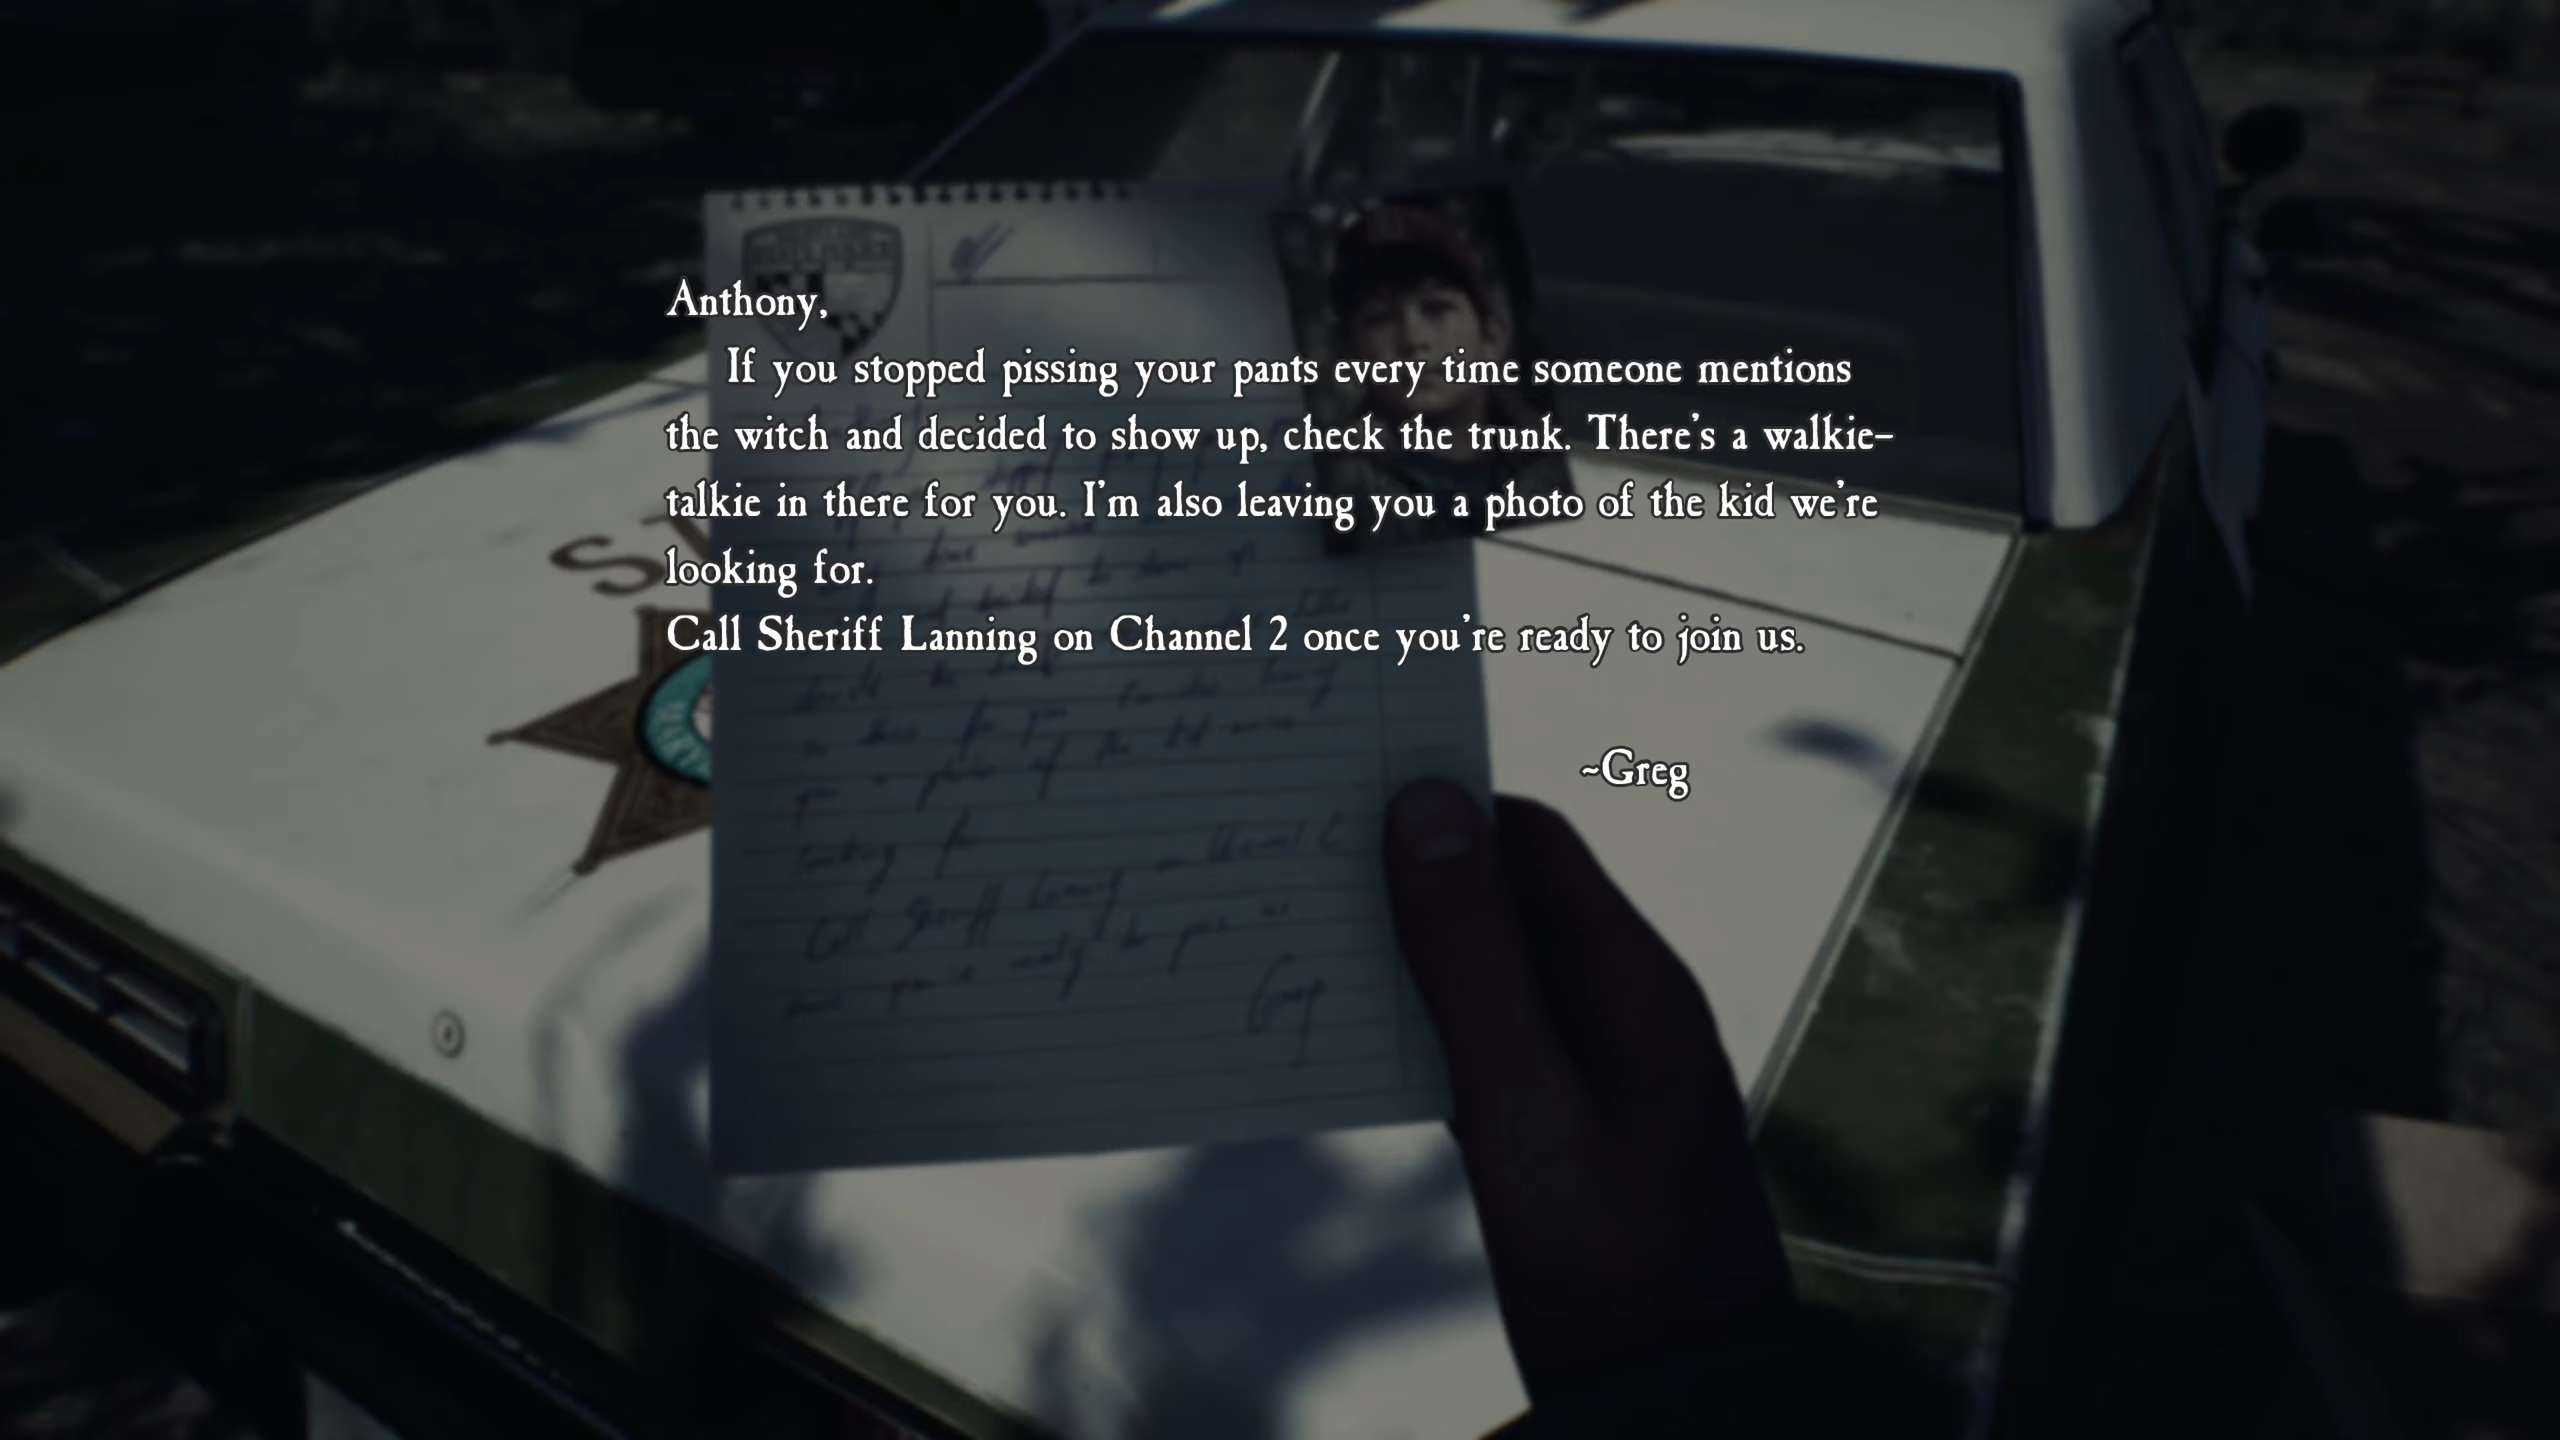 Anthony,
If you stopped pissing your pants every time someone mentions
the witch and decided to show up, check the trunk. There's a walkie-
talkie in there for you. I'm also leaving you a photo of the kid we're
looking for.
Call Sheriff Lanning on Channel 2 once you're ready to join us.
~Greg